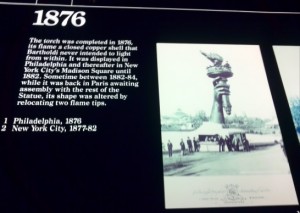 1876
The torch was completed in 1876,
its flame a closed copper shell that
Bartholdi never intended to light
from within. It was displayed in
Philadelphia and thereafter in New
York City's Madison Square until
1882. Sometime between 1882-84,
while it was back in Paris awaiting
assembly with the rest of the
Statue, its shape was altered by
relocating two flame tips.
1 Philadelphia, 1876
2 New York City, 1877-82